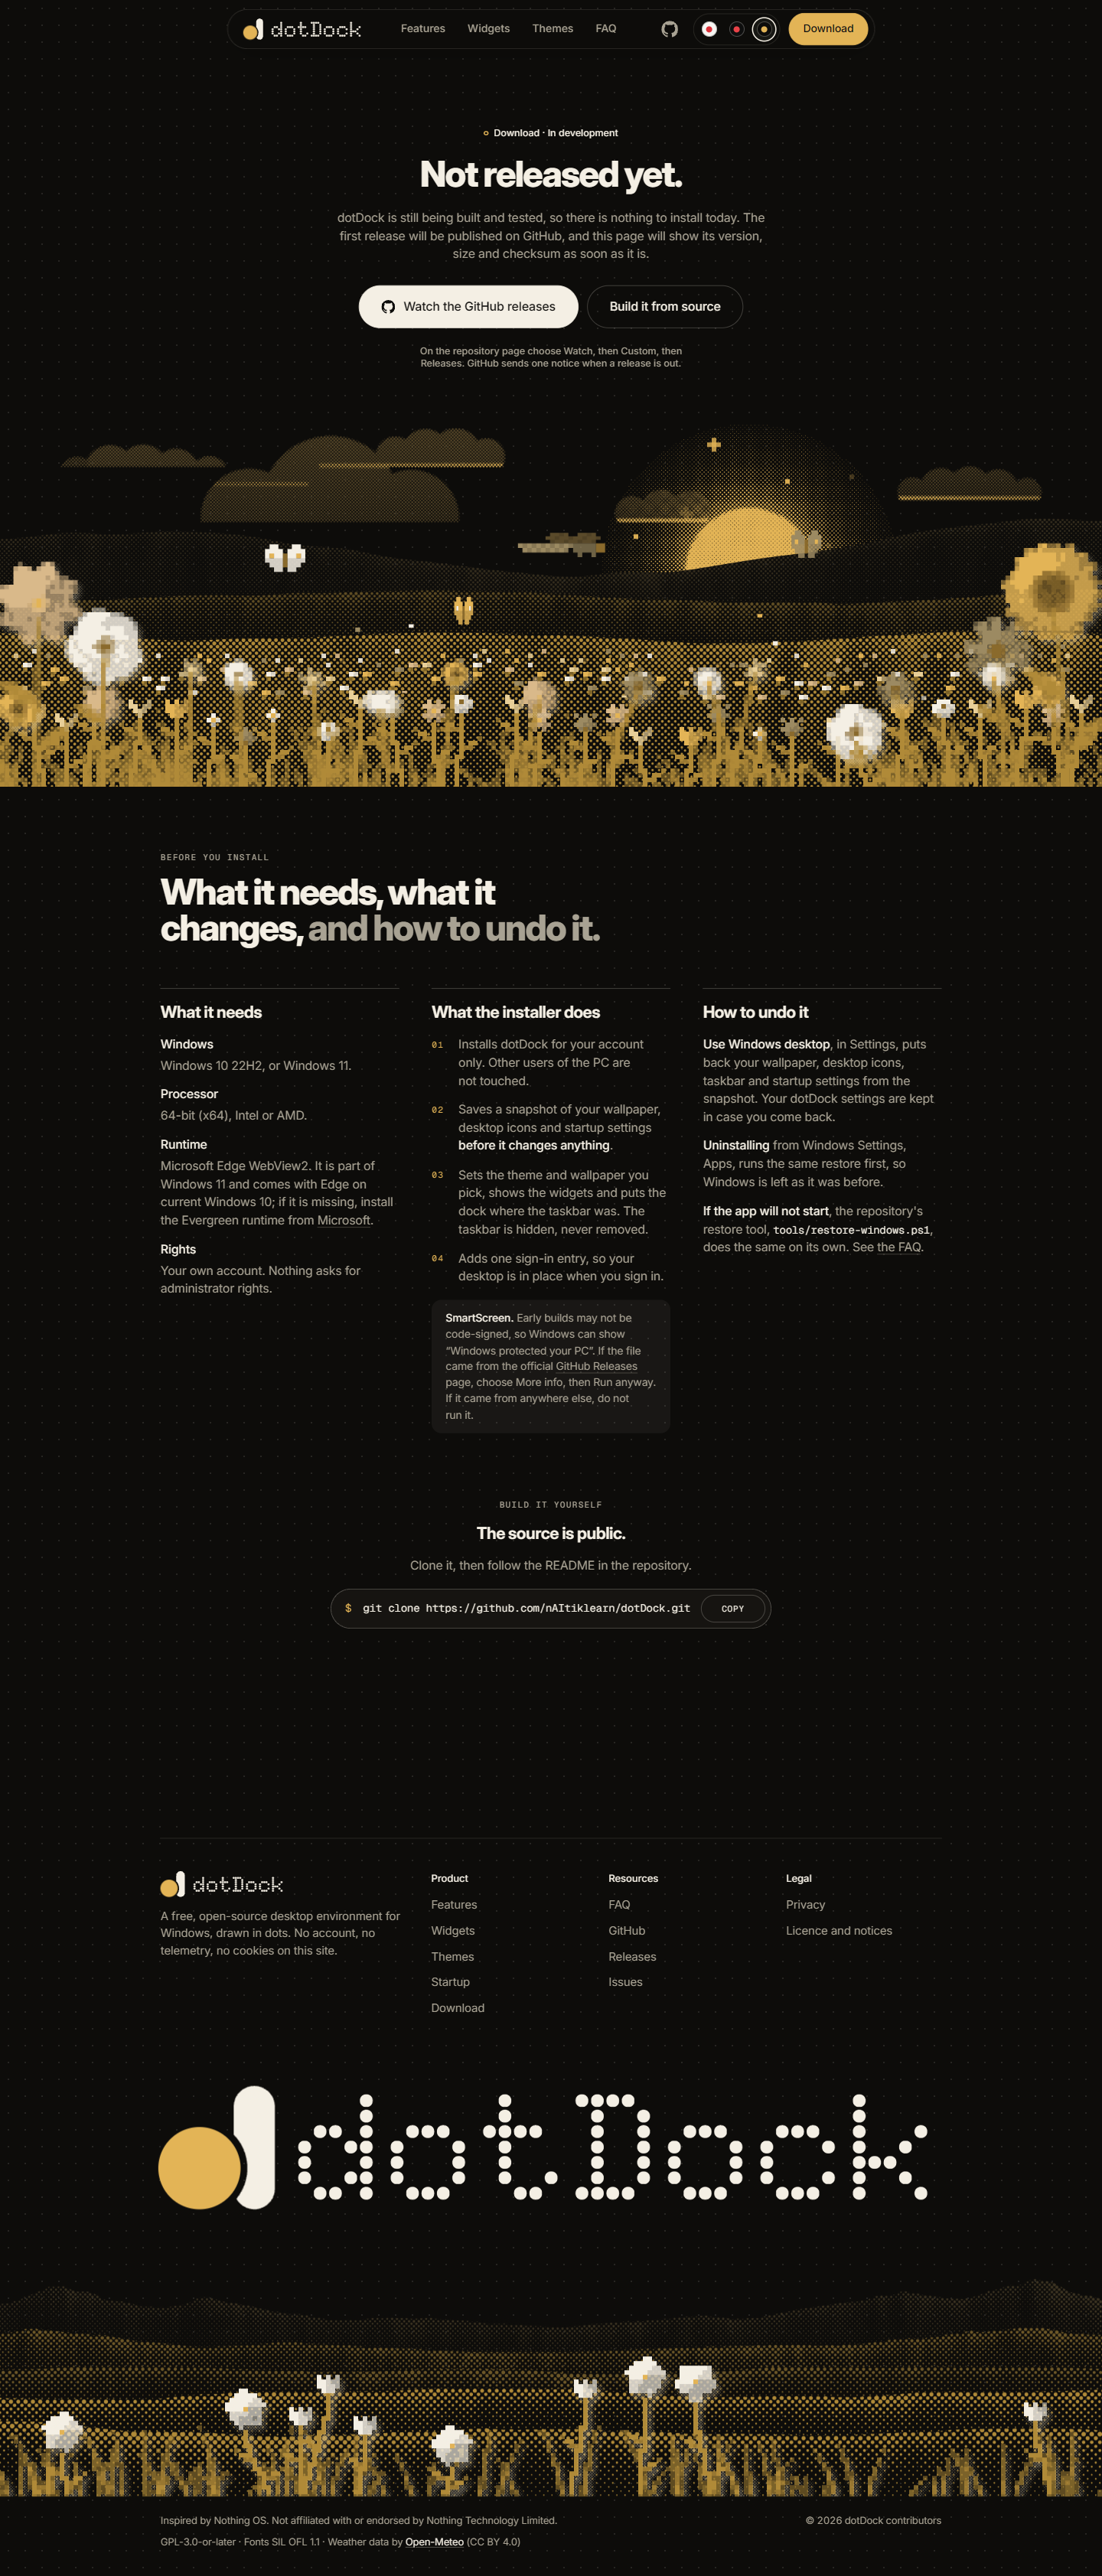 dotDock
Features Widgets Themes FAQ Download
Download · In development
Not released yet.
dotDock is still being built and tested, so there is nothing to install today. The
first release will be published on GitHub, and this page will show its version,
size and checksum as soon as it is.
Watch the GitHub releases
Build it from source
On the repository page choose Watch, then Custom, then
Releases. GitHub sends one notice when a release is out.
BEFORE YOU INSTALL
What it needs, what it
changes, and how to undo it.
What it needs
Windows
Windows 10 22H2, or Windows 11.
Processor
64-bit (x64), Intel or AMD.
Runtime
Microsoft Edge WebView2. It is part of
Windows 11 and comes with Edge on
current Windows 10; if it is missing, install
the Evergreen runtime from Microsoft.
Rights
Your own account. Nothing asks for
administrator rights.
What the installer does
01 Installs dotDock for your account
only. Other users of the PC are
not touched.
02 Saves a snapshot of your wallpaper,
desktop icons and startup settings
before it changes anything.
03 Sets the theme and wallpaper you
pick, shows the widgets and puts the
dock where the taskbar was. The
taskbar is hidden, never removed.
04 Adds one sign-in entry, so your
desktop is in place when you sign in.
SmartScreen. Early builds may not be
code-signed, so Windows can show
“Windows protected your PC”. If the file
came from the official GitHub Releases
page, choose More info, then Run anyway.
If it came from anywhere else, do not
run it.
How to undo it
Use Windows desktop, in Settings, puts
back your wallpaper, desktop icons,
taskbar and startup settings from the
snapshot. Your dotDock settings are kept
in case you come back.
Uninstalling from Windows Settings,
Apps, runs the same restore first, so
Windows is left as it was before.
If the app will not start, the repository's
restore tool, tools/restore-windows.ps1,
does the same on its own. See the FAQ.
BUILD IT YOURSELF
The source is public.
Clone it, then follow the README in the repository.
$ git clone https://github.com/nAItiklearn/dotDock.git COPY
dotDock
A free, open-source desktop environment for
Windows, drawn in dots. No account, no
telemetry, no cookies on this site.
Product
Features
Widgets
Themes
Startup
Download
Resources
FAQ
GitHub
Releases
Issues
Legal
Privacy
Licence and notices
dotDock
Inspired by Nothing OS. Not affiliated with or endorsed by Nothing Technology Limited.
© 2026 dotDock contributors
GPL-3.0-or-later · Fonts SIL OFL 1.1 · Weather data by Open-Meteo (CC BY 4.0)